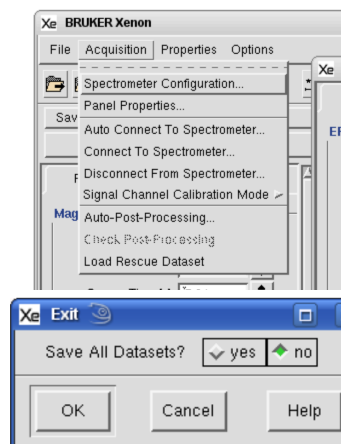 Xe BRUKER Xenon
File Acquisition Properties Options
Xe
Spectrometer Configuration...
Panel Properties...
Sav
Auto Connect To Spectrometer...
Connect To Spectrometer...
Disconnect From Spectrometer...
Signal Channel Calibration Mode
Mag
Auto-Post-Processing...
Check Post-Processing
Load Rescue Dataset
Xe Exit
Save All Datasets? yes no
OK Cancel Help